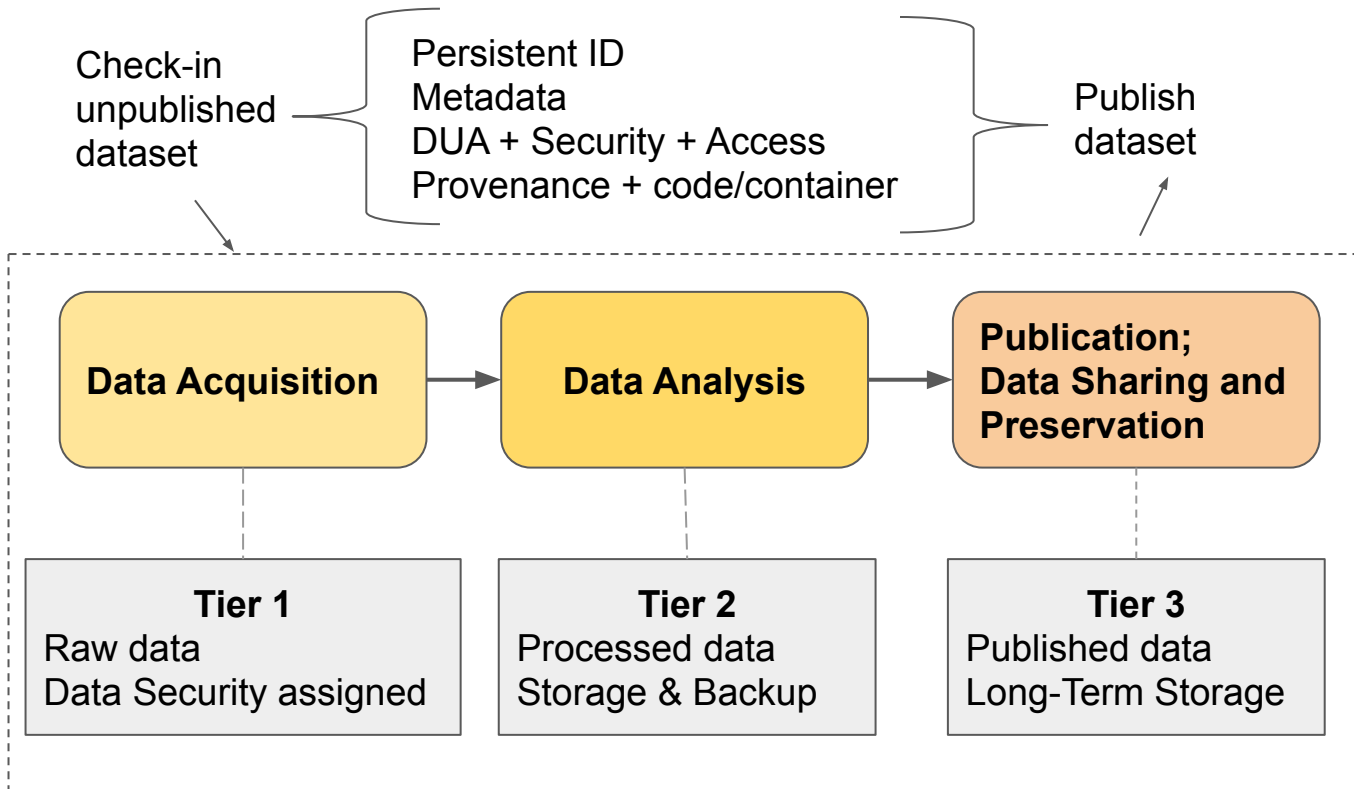 Check-in
unpublished
dataset
Persistent ID
Metadata
DUA + Security + Access
Provenance + code/container
Publish
dataset
Data Acquisition
Data Analysis
Publication;
Data Sharing and
Preservation
Tier 1
Raw data
Data Security assigned
Tier 2
Processed data
Storage & Backup
Tier 3
Published data
Long-Term Storage